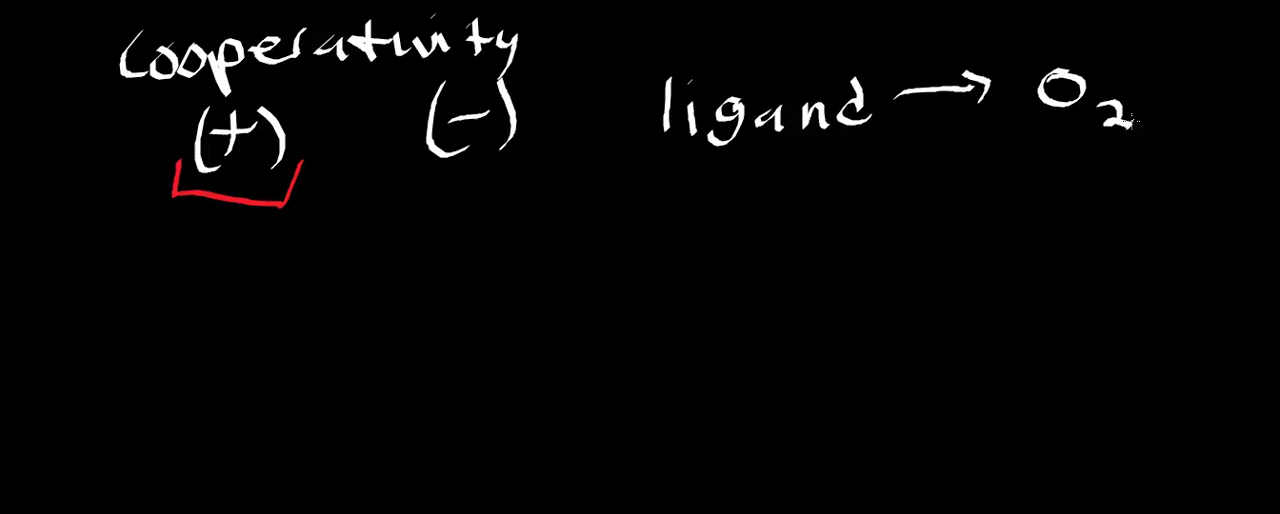 cooperativity
(+) (-)
ligand → O2